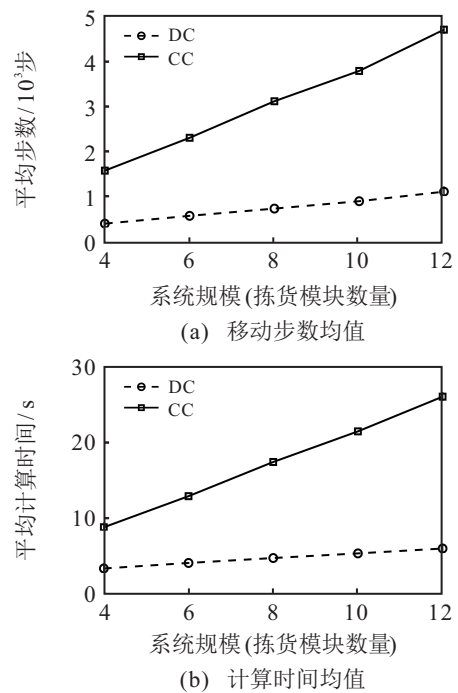 5
4
3
2
1
0
DC
CC
平均步数/10³步
4 6 8 10 12
系统规模(拣货模块数量)
(a) 移动步数均值
30
20
10
0
DC
CC
平均计算时间/s
4 6 8 10 12
系统规模(拣货模块数量)
(b) 计算时间均值